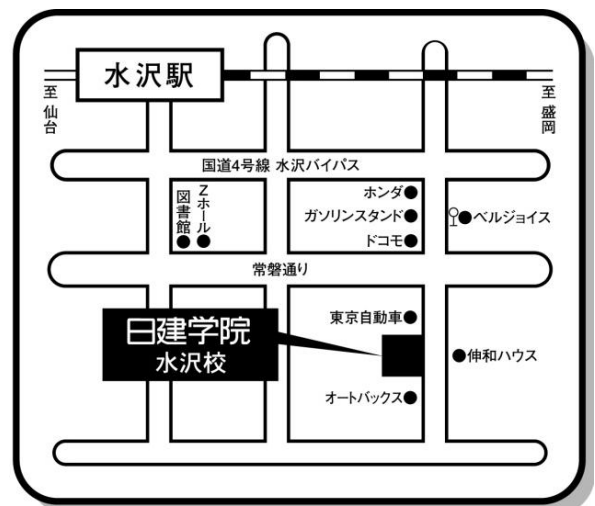 水沢駅
至仙台
至盛岡
国道4号線 水沢バイパス
図書館
Zホール
ホンダ
ガソリンスタンド
ドコモ
ベルジョイス
常磐通り
東京自動車
日建学院
水沢校
伸和ハウス
オートバックス